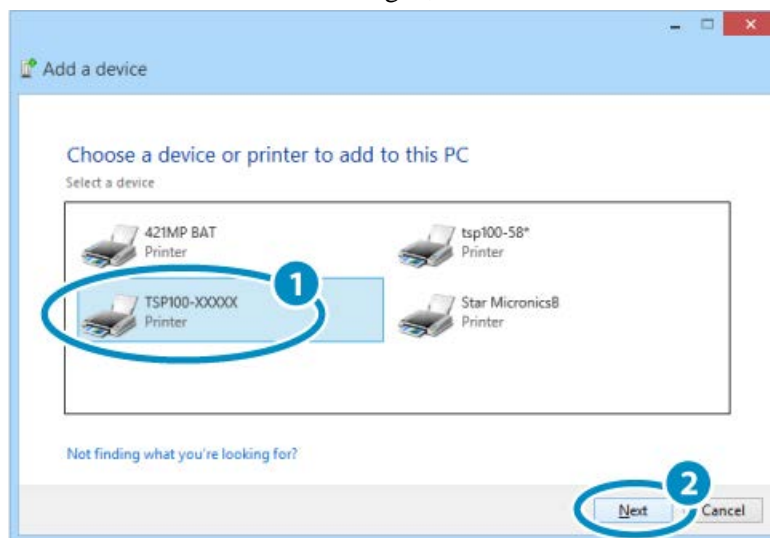 Add a device
Choose a device or printer to add to this PC
Select a device
421MP BAT
Printer
tsp100-58*
Printer
1
TSP100-XXXXX
Printer
Star Micronics8
Printer
Not finding what you're looking for?
2
Next
Cancel